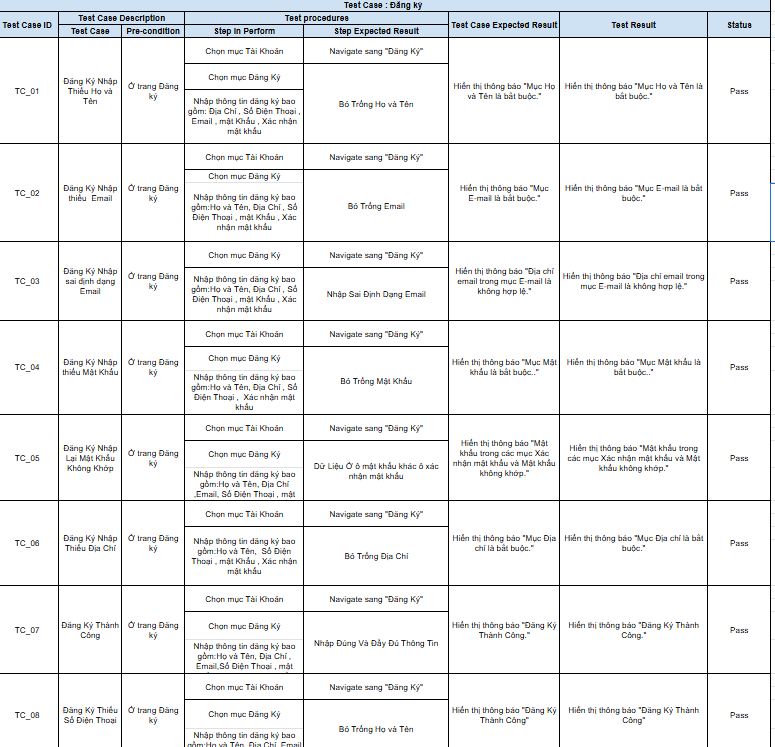 Test Case : Đăng ký
Test Case ID
Test Case Description
Test procedures
Test Case Expected Result
Test Result
Status
Test Case
Pre-condition
Step In Perform
Step Expected Result
TC_01
Đăng Ký Nhập
Thiếu Họ và
Tên
Ở trang Đăng
ký
Chọn mục Tài Khoản
Navigate sang "Đăng Ký"
Chọn mục Đăng Ký
Nhập thông tin đăng ký bao
gồm: Địa Chỉ , Số Điện Thoại ,
Email , mật khẩu , Xác nhận
mật khẩu
Bỏ Trống Họ và Tên
Hiển thị thông báo "Mục Họ
và Tên là bắt buộc."
Hiển thị thông báo "Mục Họ và Tên là
bắt buộc."
Pass
TC_02
Đăng Ký Nhập
thiếu Email
Ở trang Đăng
ký
Chọn mục Tài Khoản
Navigate sang "Đăng Ký"
Chọn mục Đăng Ký
Nhập thông tin đăng ký bao
gồm:Họ và Tên, Địa Chỉ , Số
Điện Thoại , mật Khẩu , Xác
nhận mật khẩu
Bỏ Trống Email
Hiển thị thông báo "Mục
E-mail là bắt buộc."
Hiển thị thông báo "Mục E-mail là bắt
buộc."
Pass
TC_03
Đăng Ký Nhập
sai định dạng
Email
Ở trang Đăng
ký
Chọn mục Đăng Ký
Navigate sang "Đăng Ký"
Nhập thông tin đăng ký bao
gồm:Họ và Tên, Địa Chỉ , Số
Điện Thoại , mật Khẩu , Xác
nhận mật khẩu
Nhập Sai Định Dạng Email
Hiển thị thông báo "Địa chỉ
email trong mục E-mail là
không hợp lệ."
Hiển thị thông báo "Địa chỉ email trong
mục E-mail là không hợp lệ."
Pass
TC_04
Đăng Ký Nhập
thiếu Mật Khẩu
Ở trang Đăng
ký
Chọn mục Tài Khoản
Navigate sang "Đăng Ký"
Chọn mục Đăng Ký
Nhập thông tin đăng ký bao
gồm:Họ và Tên, Địa Chỉ , Số
Điện Thoại , Xác nhận mật
khẩu
Bỏ Trống Mật Khẩu
Hiển thị thông báo "Mục Mật
khẩu là bắt buộc.."
Hiển thị thông báo "Mục Mật khẩu là
bắt buộc.."
Pass
TC_05
Đăng Ký Nhập
Lại Mật Khẩu
Không Khớp
Ở trang Đăng
ký
Chọn mục Tài Khoản
Navigate sang "Đăng Ký"
Chọn mục Đăng Ký
Nhập thông tin đăng ký bao
gồm:Họ và Tên, Địa Chỉ
,Email, Số Điện Thoại , mật
Dữ Liệu Ở ô mật khẩu khác ô xác
nhận mật khẩu
Hiển thị thông báo "Mật
khẩu trong các mục Xác
nhận mật khẩu và Mật khẩu
không khớp."
Hiển thị thông báo "Mật khẩu trong
các mục Xác nhận mật khẩu và Mật
khẩu không khớp."
Pass
TC_06
Đăng Ký Nhập
Thiếu Địa Chỉ
Ở trang Đăng
ký
Chọn mục Tài Khoản
Navigate sang "Đăng Ký"
Nhập thông tin đăng ký bao
gồm:Họ và Tên, Số Điện
Thoại , mật Khẩu , Xác nhận
mật khẩu
Bỏ Trống Địa Chỉ
Hiển thị thông báo "Mục Địa
chỉ là bắt buộc."
Hiển thị thông báo "Mục Địa chỉ là bắt
buộc."
Pass
TC_07
Đăng Ký Thành
Công
Ở trang Đăng
ký
Chọn mục Tài Khoản
Navigate sang "Đăng Ký"
Chọn mục Đăng Ký
Nhập thông tin đăng ký bao
gồm:Họ và Tên, Địa Chỉ ,
Email,Số Điện Thoại , mật
Nhập Đúng Và Đầy Đủ Thông Tin
Hiển thị thông báo "Đăng Ký
Thành Công."
Hiển thị thông báo "Đăng Ký Thành
Công."
Pass
TC_08
Đăng Ký Thiếu
Số Điện Thoại
Ở trang Đăng
ký
Chọn mục Tài Khoản
Navigate sang "Đăng Ký"
Chọn mục Đăng Ký
Nhập thông tin đăng ký bao
gồm:Họ và Tên, Địa Chỉ, Email
Bỏ Trống Họ và Tên
Hiển thị thông báo "Đăng Ký
Thành Công"
Hiển thị thông báo "Đăng Ký Thành
Công"
Pass